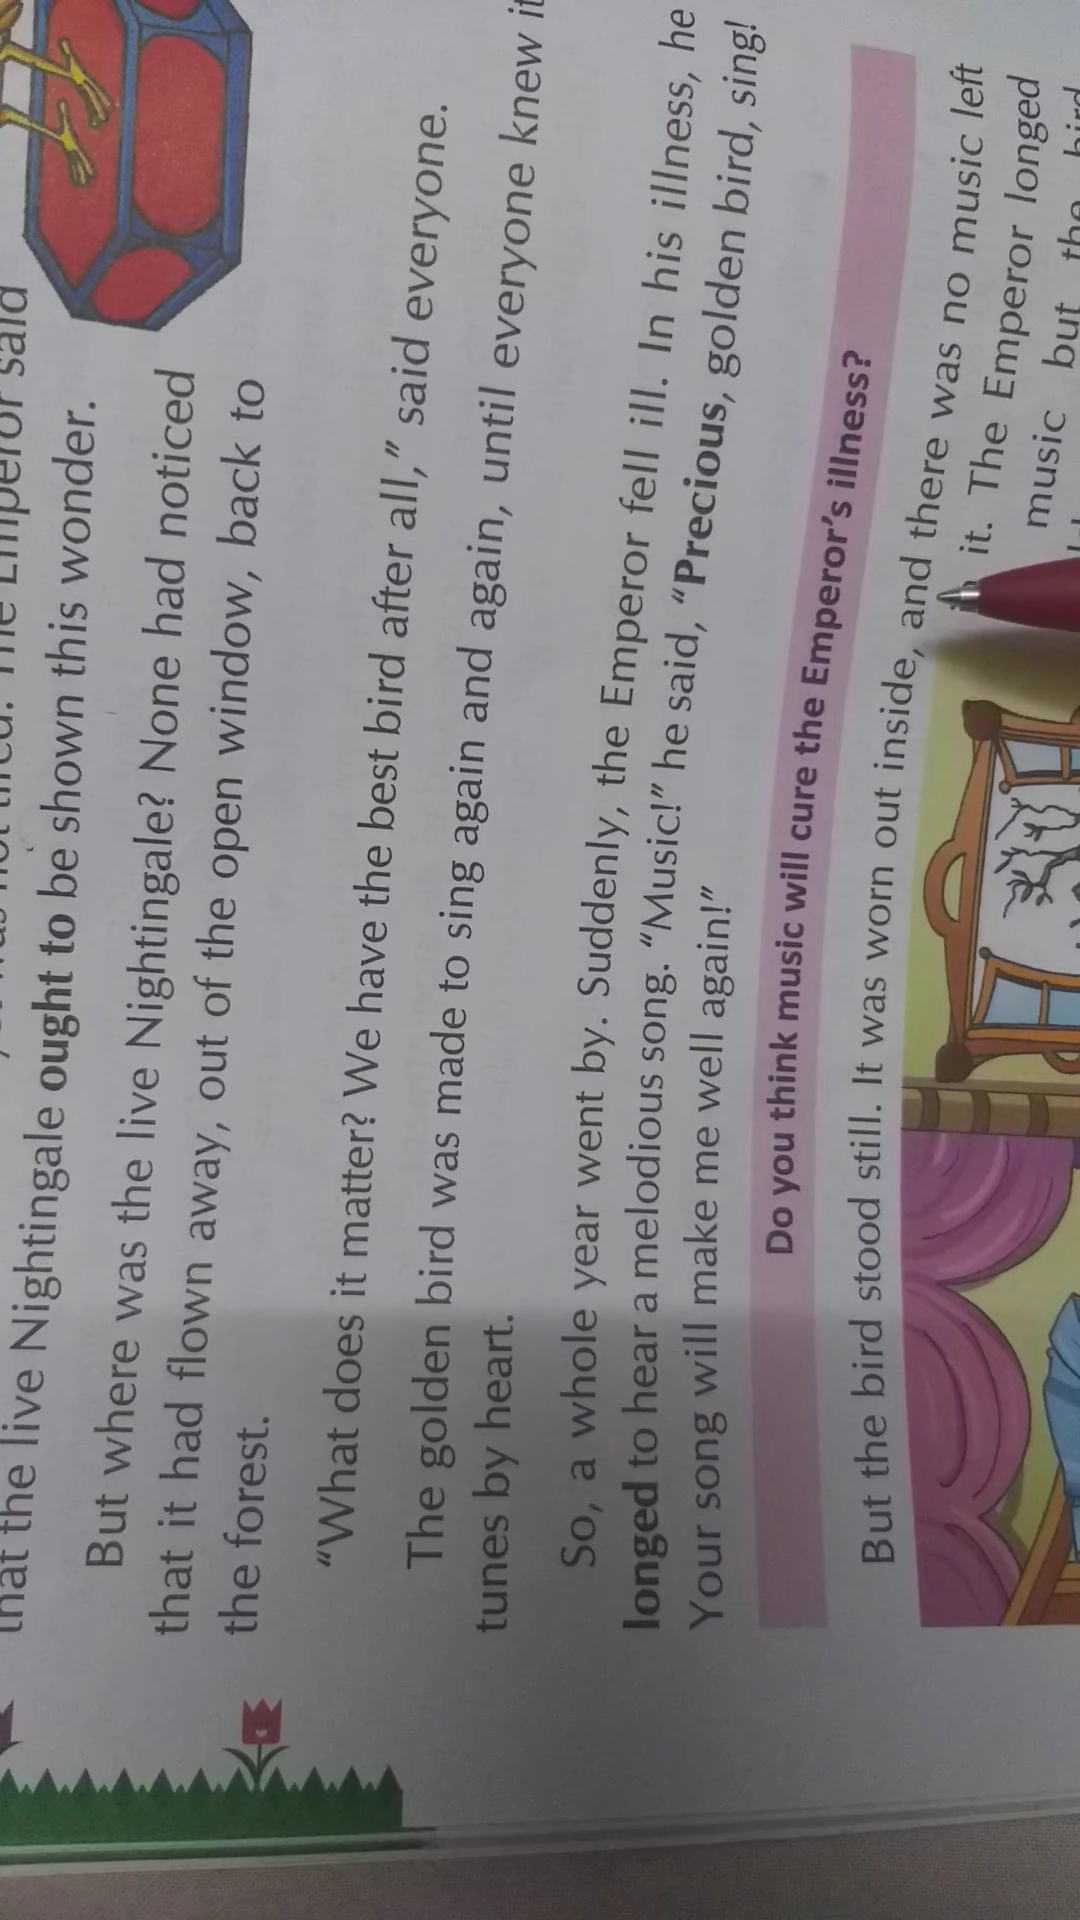 Emperor said
that the live Nightingale ought to be shown this wonder.
But where was the live Nightingale? None had noticed
that it had flown away, out of the open window, back to
the forest.
“What does it matter? We have the best bird after all,” said everyone.
The golden bird was made to sing again and again, until everyone knew
tunes by heart.
So, a whole year went by. Suddenly, the Emperor fell ill. In his illness, he
longed to hear a melodious song. “Music!” he said, “Precious, golden bird, sing!
Your song will make me well again!”
Do you think music will cure the Emperor’s illness?
But the bird stood still. It was worn out inside, and there was no music left
it. The Emperor longed
music but the bird